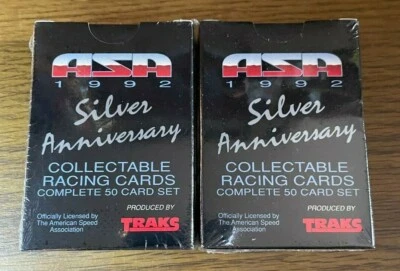 ASA
1992
Silver
Anniversary
COLLECTABLE
RACING CARDS
COMPLETE 50 CARD SET
PRODUCED BY
Officially Licensed by
The American Speed
Association
TRAKS
ASA
1992
Silver
Anniversary
COLLECTABLE
RACING CARDS
COMPLETE 50 CARD SET
PRODUCED BY
Officially Licensed by
The American Speed
Association
TRAKS